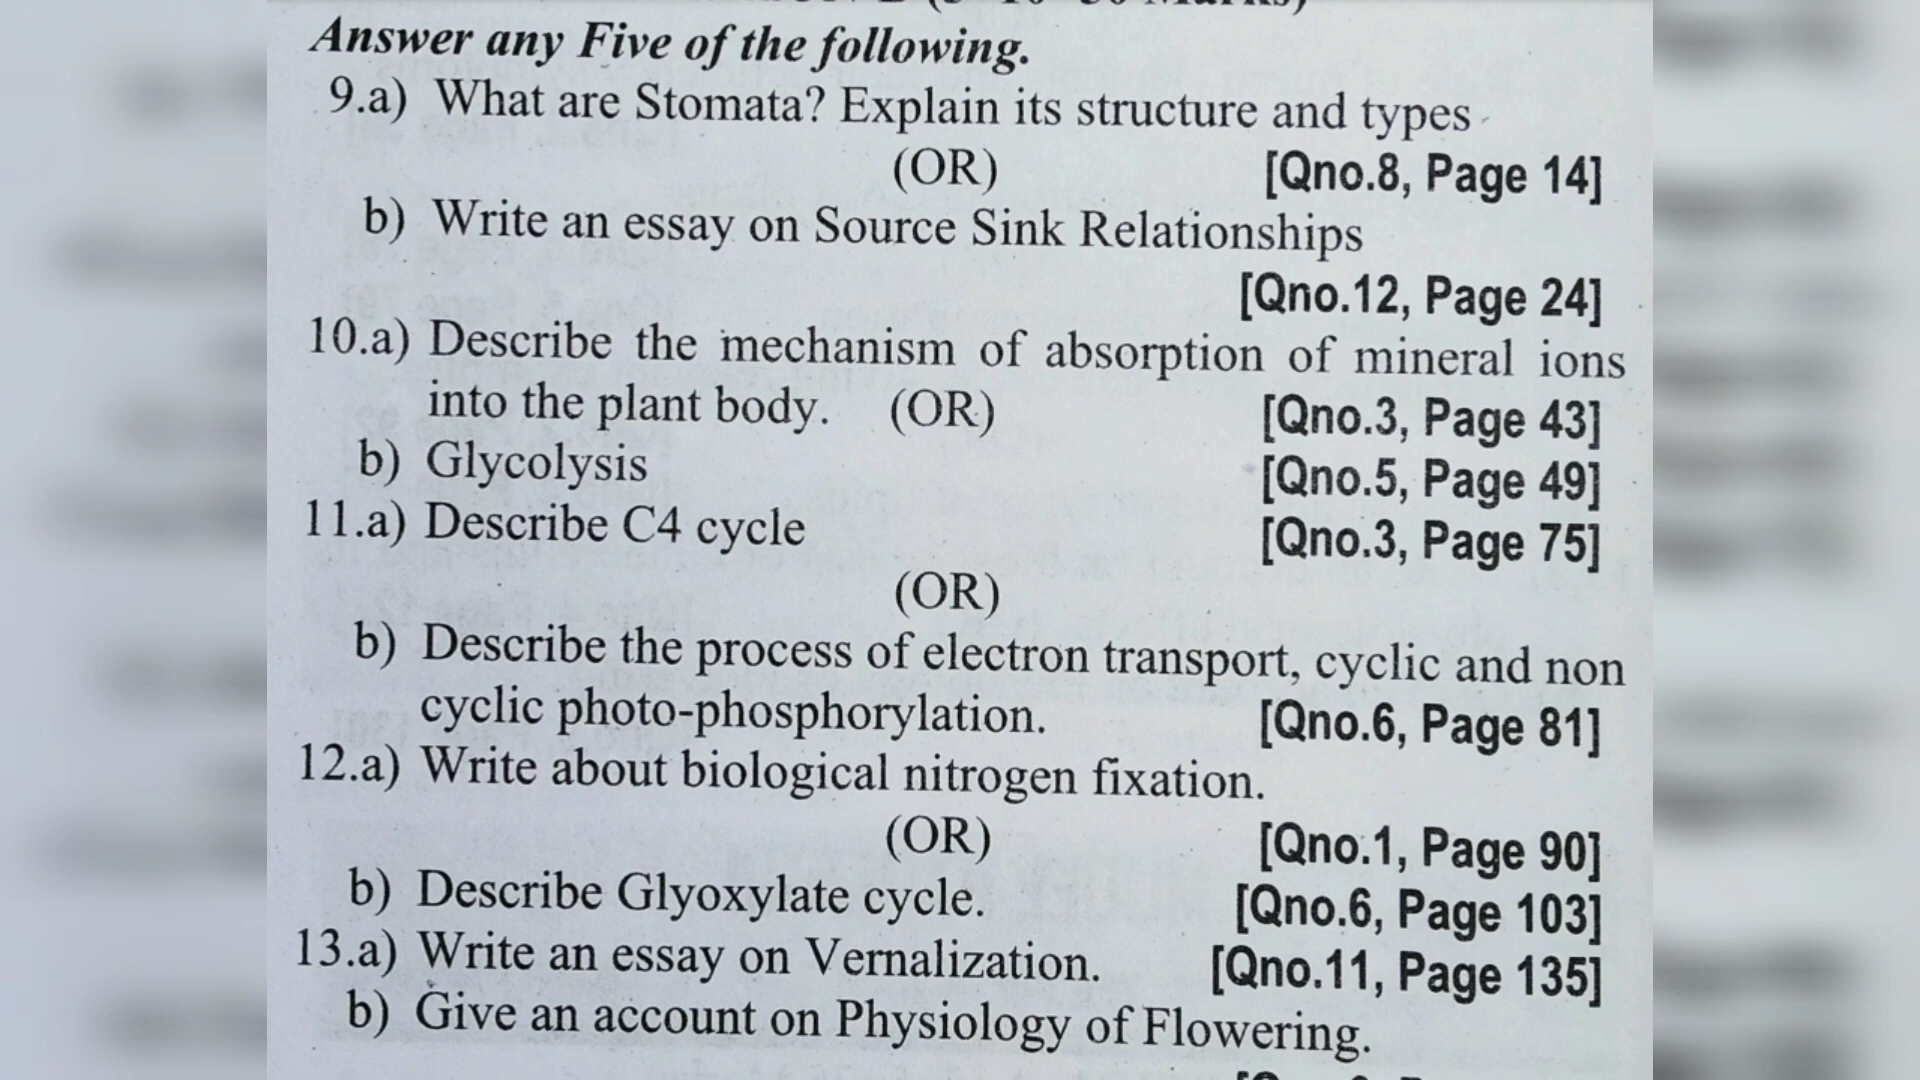 Answer any Five of the following.
9.a) What are Stomata? Explain its structure and types
(OR) [Qno.8, Page 14]
b) Write an essay on Source Sink Relationships
[Qno.12, Page 24]
10.a) Describe the mechanism of absorption of mineral ions
into the plant body. (OR) [Qno.3, Page 43]
b) Glycolysis [Qno.5, Page 49]
11.a) Describe C4 cycle [Qno.3, Page 75]
(OR)
b) Describe the process of electron transport, cyclic and non
cyclic photo-phosphorylation. [Qno.6, Page 81]
12.a) Write about biological nitrogen fixation.
(OR) [Qno.1, Page 90]
b) Describe Glyoxylate cycle. [Qno.6, Page 103]
13.a) Write an essay on Vernalization. [Qno.11, Page 135]
b) Give an account on Physiology of Flowering.